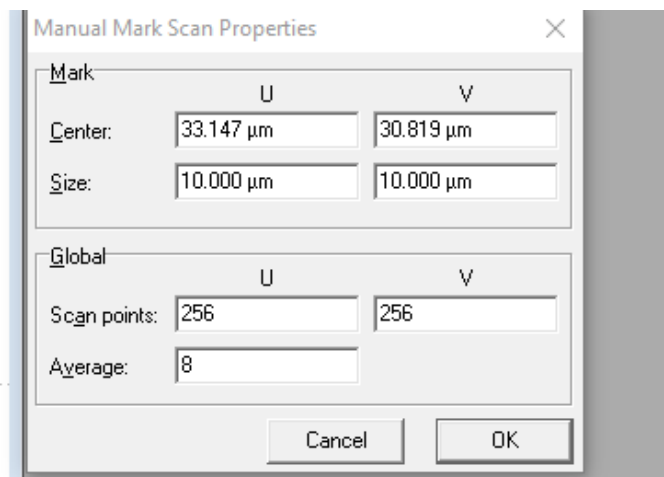 Manual Mark Scan Properties
Mark
U V
Center: 33.147 µm 30.819 µm
Size: 10.000 µm 10.000 µm
Global
U V
Scan points: 256 256
Average: 8
Cancel OK